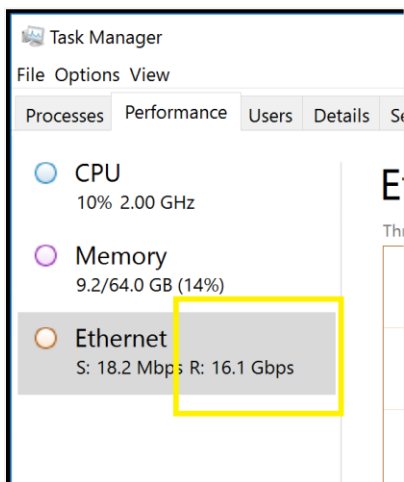 Task Manager
File Options View
Processes Performance Users Details
CPU
10% 2.00 GHz
Memory
9.2/64.0 GB (14%)
Ethernet
S: 18.2 Mbps R: 16.1 Gbps